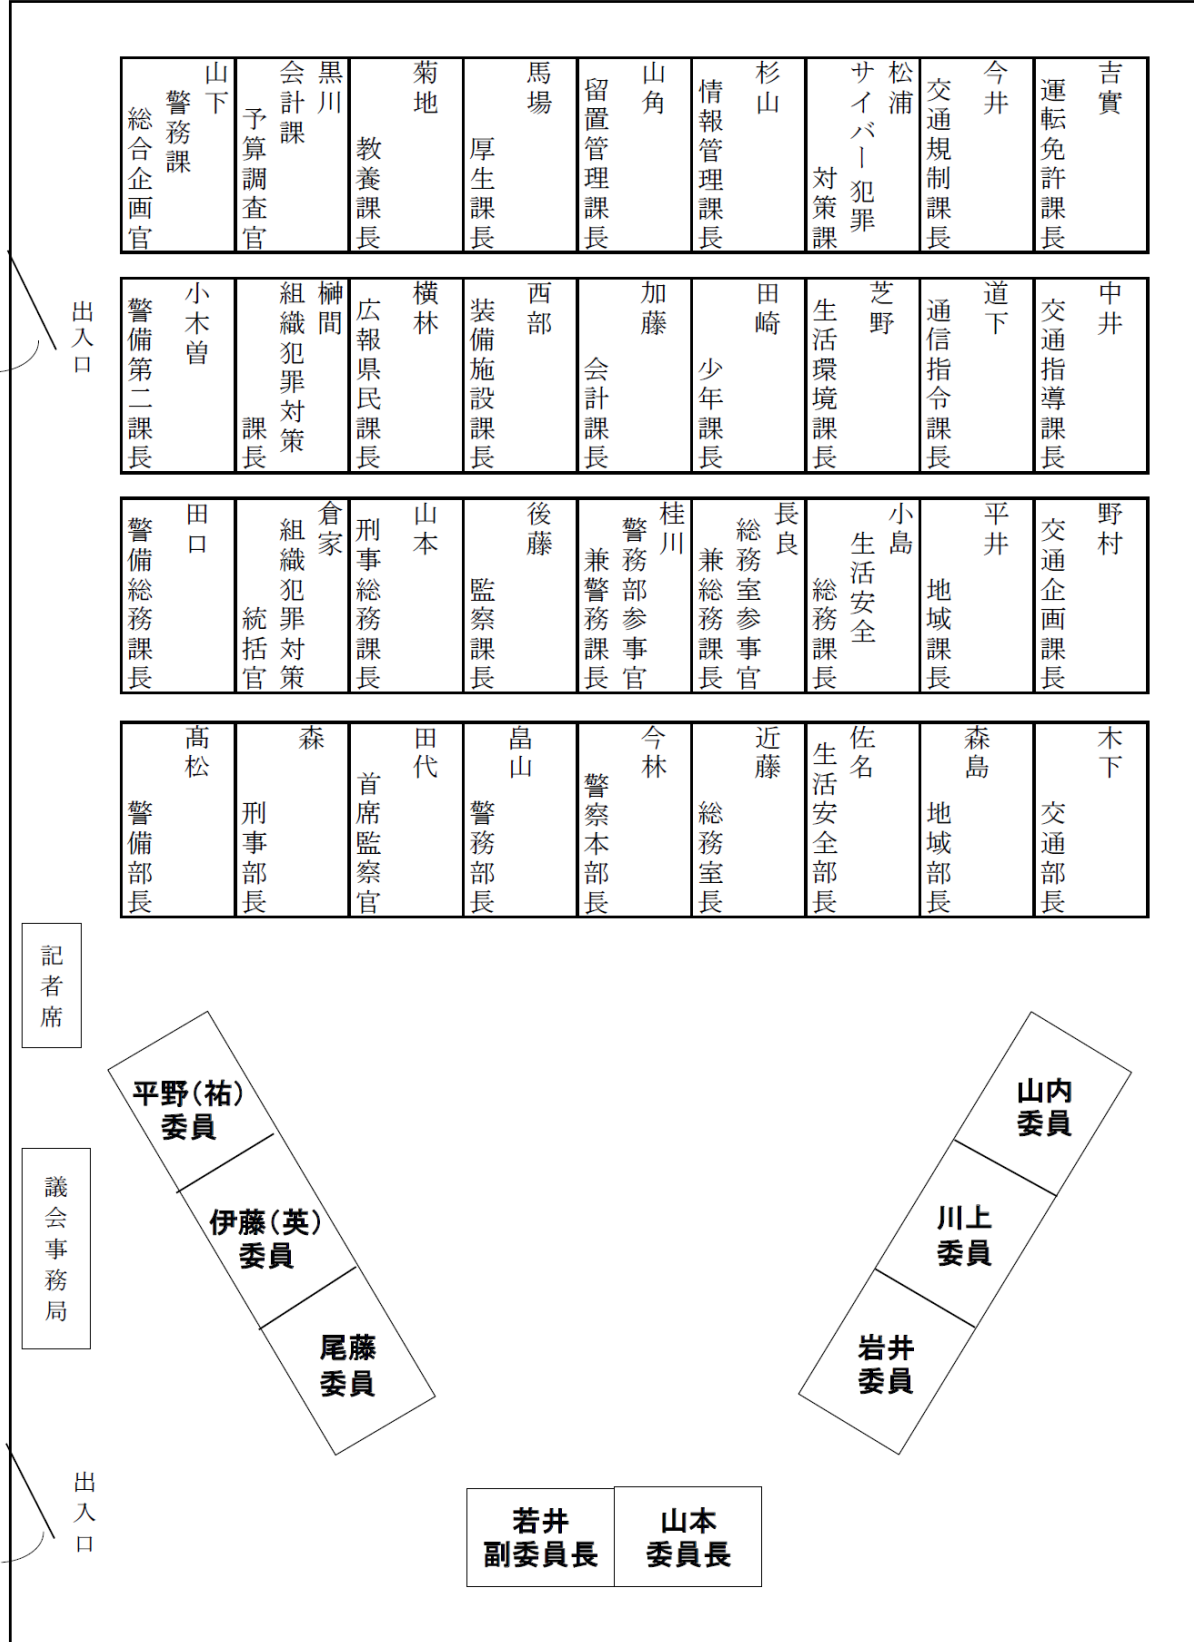 山下
警務課
総合企画官
黒川
会計課
予算調査官
菊地
教養課長
馬場
厚生課長
山角
留置管理課長
杉山
情報管理課長
松浦
サイバー犯罪
対策課
今井
交通規制課長
吉實
運転免許課長
出入口
小木曽
警備第二課長
榊間
組織犯罪対策
課長
横林
広報県民課長
西部
装備施設課長
加藤
会計課長
田崎
少年課長
芝野
生活環境課長
道下
通信指令課長
中井
交通指導課長
田口
警備総務課長
倉家
組織犯罪対策
統括官
山本
刑事総務課長
後藤
監察課長
桂川
警務部参事官
兼警務課長
長良
総務室参事官
兼総務課長
小島
生活安全
総務課長
平井
地域課長
野村
交通企画課長
髙松
警備部長
森
刑事部長
田代
首席監察官
畠山
警務部長
今林
警察本部長
近藤
総務室長
佐名
生活安全部長
森島
地域部長
木下
交通部長
記者席
平野（祐）
委員
山内
委員
議会事務局
伊藤（英）
委員
川上
委員
尾藤
委員
岩井
委員
出入口
若井
副委員長
山本
委員長